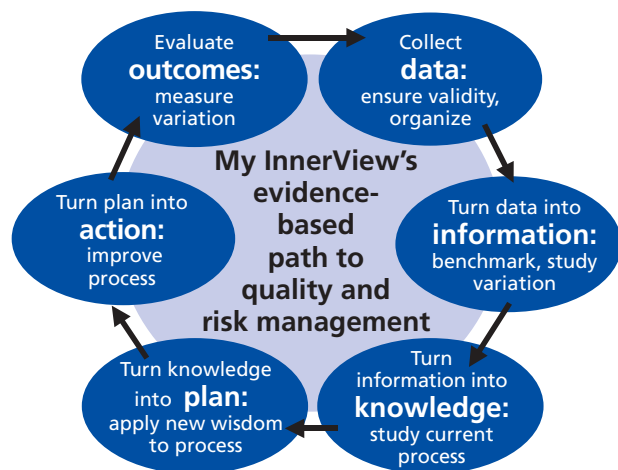 Evaluate
outcomes:
measure
variation
Collect
data:
ensure validity,
organize
My InnerView's
evidence-
based
path to
quality and
risk management
Turn plan into
action:
improve
process
Turn data into
information:
benchmark, study
variation
Turn knowledge
into plan:
apply new wisdom
to process
Turn
information into
knowledge:
study current
process